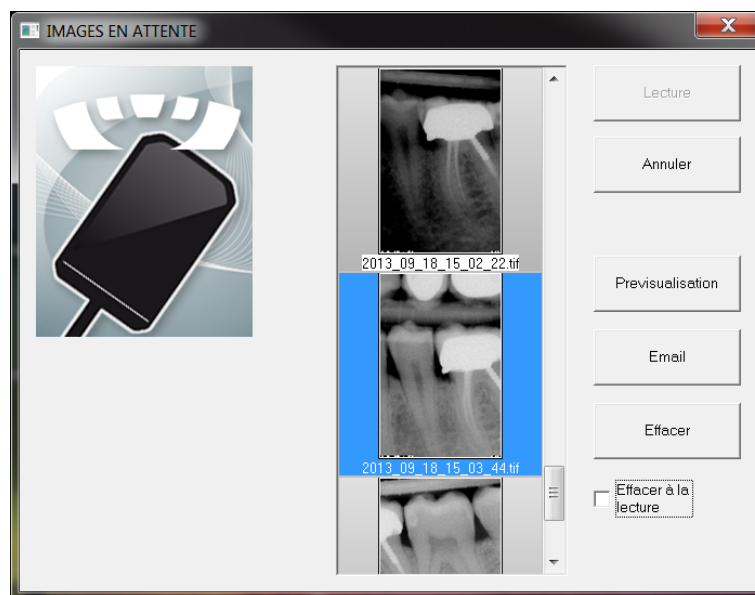 IMAGES EN ATTENTE
Lecture
Annuler
2013_09_18_15_02_22.tif
Previsualisation
Email
Effacer
2013_09_18_15_03_44.tif
Effacer à la
lecture